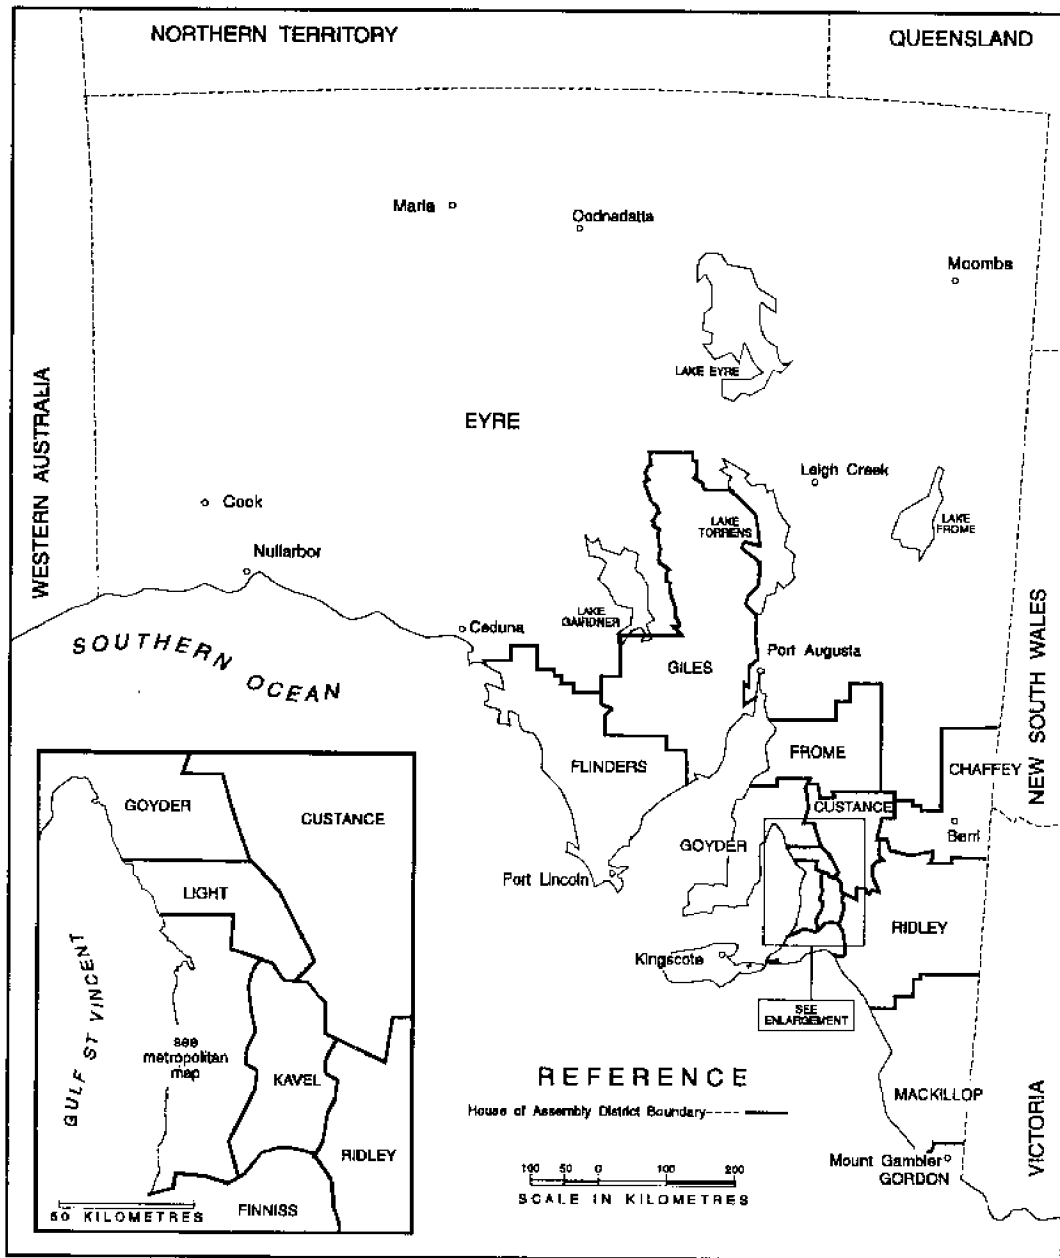 NORTHERN TERRITORY
QUEENSLAND
Marla
Oodnadatta
Moomba
LAKE EYRE
WESTERN AUSTRALIA
EYRE
Leigh Creek
Cook
LAKE
TORRENS
LAKE
FROME
Nullarbor
LAKE
GAIRDNER
Ceduna
SOUTHERN OCEAN
Port Augusta
GILES
NEW SOUTH WALES
FLINDERS
FROME
CHAFFEY
CUSTANCE
Berri
GOYDER
Port Lincoln
RIDLEY
Kingscote
SEE
ENLARGEMENT
GOYDER
CUSTANCE
LIGHT
GULF ST VINCENT
see
metropolitan
map
KAVEL
RIDLEY
FINNISS
50 KILOMETRES
REFERENCE
House of Assembly District Boundary
MACKILLOP
VICTORIA
Mount Gambier
GORDON
100 50 0 100 200
SCALE IN KILOMETRES